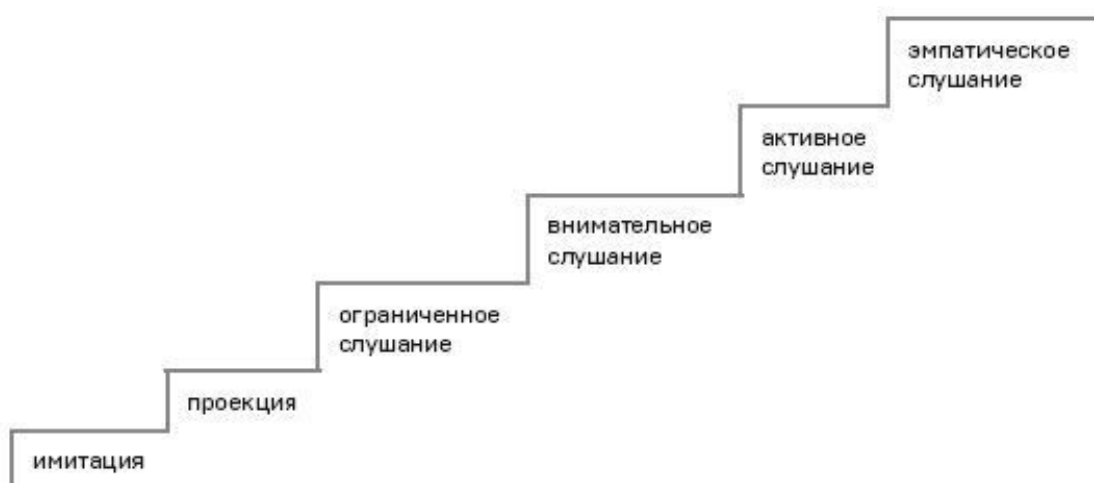 эмпатическое
слушание
активное
слушание
внимательное
слушание
ограниченное
слушание
проекция
имитация